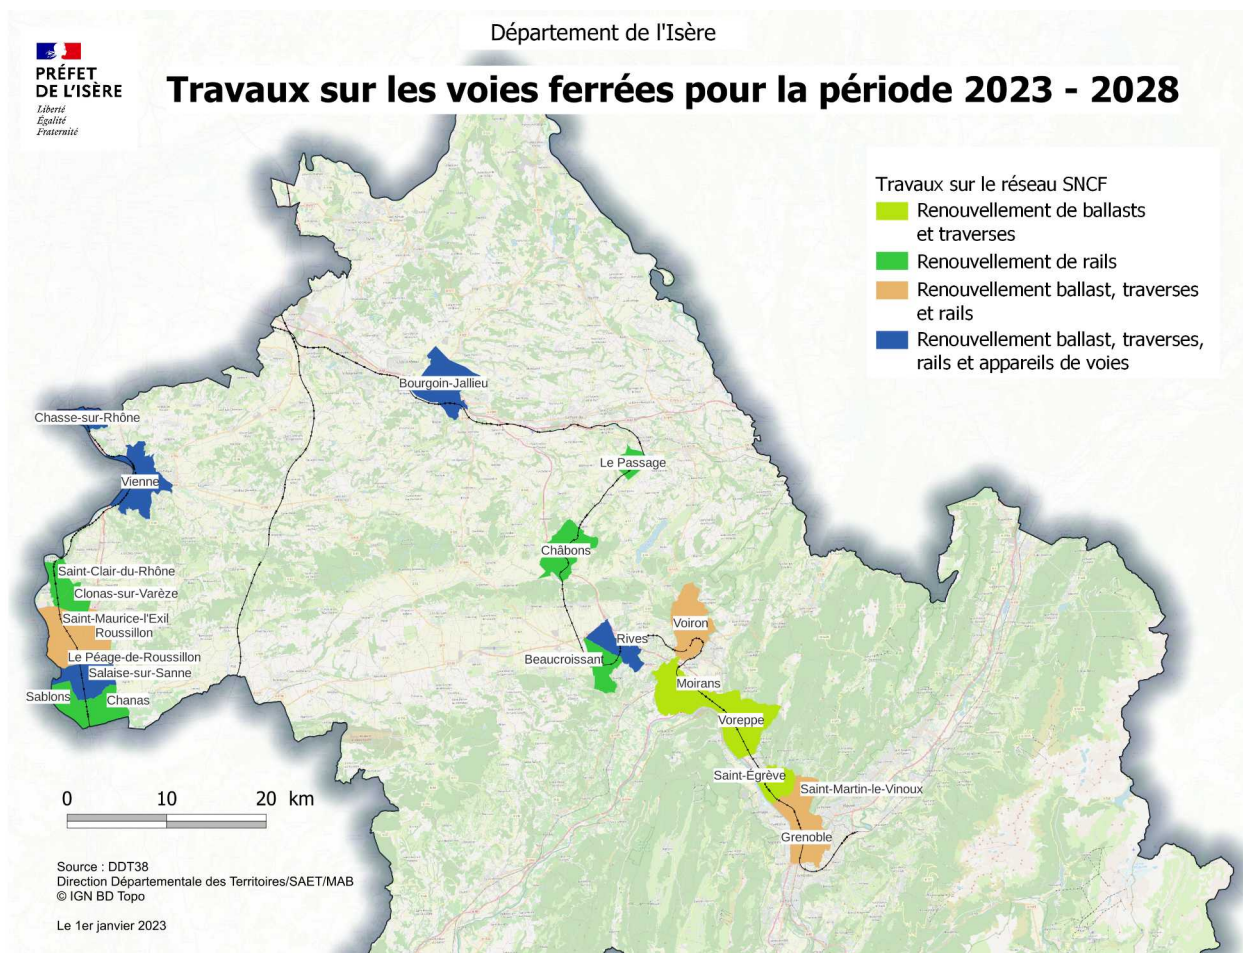 Département de l'Isère
PRÉFET
DE L'ISÈRE
Liberté
Égalité
Fraternité
Travaux sur les voies ferrées pour la période 2023 - 2028
Travaux sur le réseau SNCF
Renouvellement de ballasts
et traverses
Renouvellement de rails
Renouvellement ballast, traverses
et rails
Renouvellement ballast, traverses,
rails et appareils de voies
Bourgoin-Jallieu
Chasse-sur-Rhône
Le Passage
Vienne
Châbons
Saint-Clair-du-Rhône
Clonas-sur-Varèze
Saint-Maurice-l'Exil
Roussillon
Voiron
Rives
Le Péage-de-Roussillon
Beaucroissant
Salaise-sur-Sanne
Moirans
Sablons
Chanas
Voreppe
Saint-Égrève
Saint-Martin-le-Vinoux
Grenoble
0 10 20 km
Source : DDT38
Direction Départementale des Territoires/SAET/MAB
© IGN BD Topo
Le 1er janvier 2023